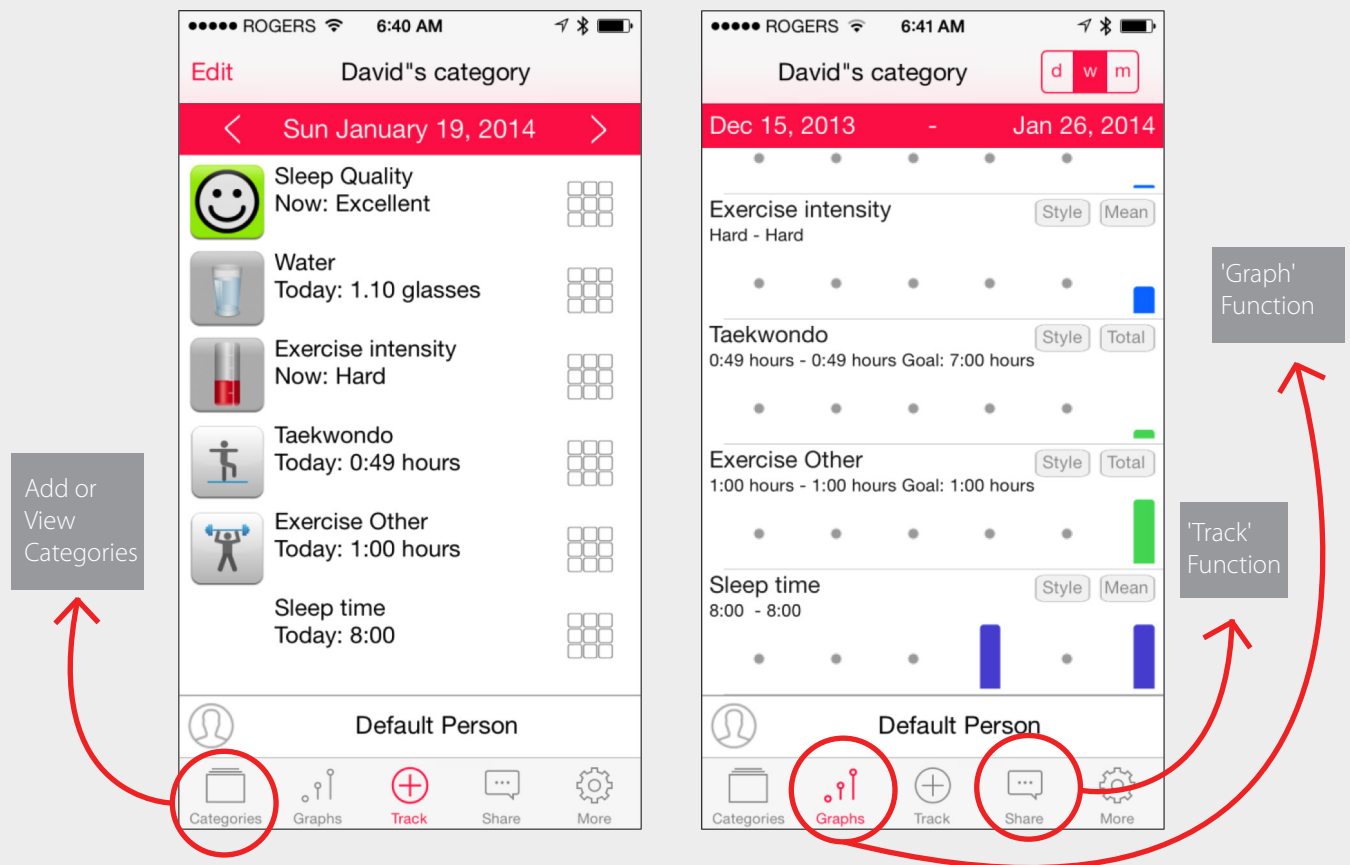 ROGERS 6:40 AM
Edit David"s category
Sun January 19, 2014
Sleep Quality
Now: Excellent
Water
Today: 1.10 glasses
Exercise intensity
Now: Hard
Taekwondo
Today: 0:49 hours
Exercise Other
Today: 1:00 hours
Sleep time
Today: 8:00
Default Person
Categories Graphs Track Share More
Add or
View
Categories
ROGERS 6:41 AM
David"s category d w m
Dec 15, 2013 - Jan 26, 2014
Exercise intensity Style Mean
Hard - Hard
Taekwondo Style Total
0:49 hours - 0:49 hours Goal: 7:00 hours
Exercise Other Style Total
1:00 hours - 1:00 hours Goal: 1:00 hours
Sleep time Style Mean
8:00 - 8:00
Default Person
Categories Graphs Track Share More
'Graph'
Function
'Track'
Function